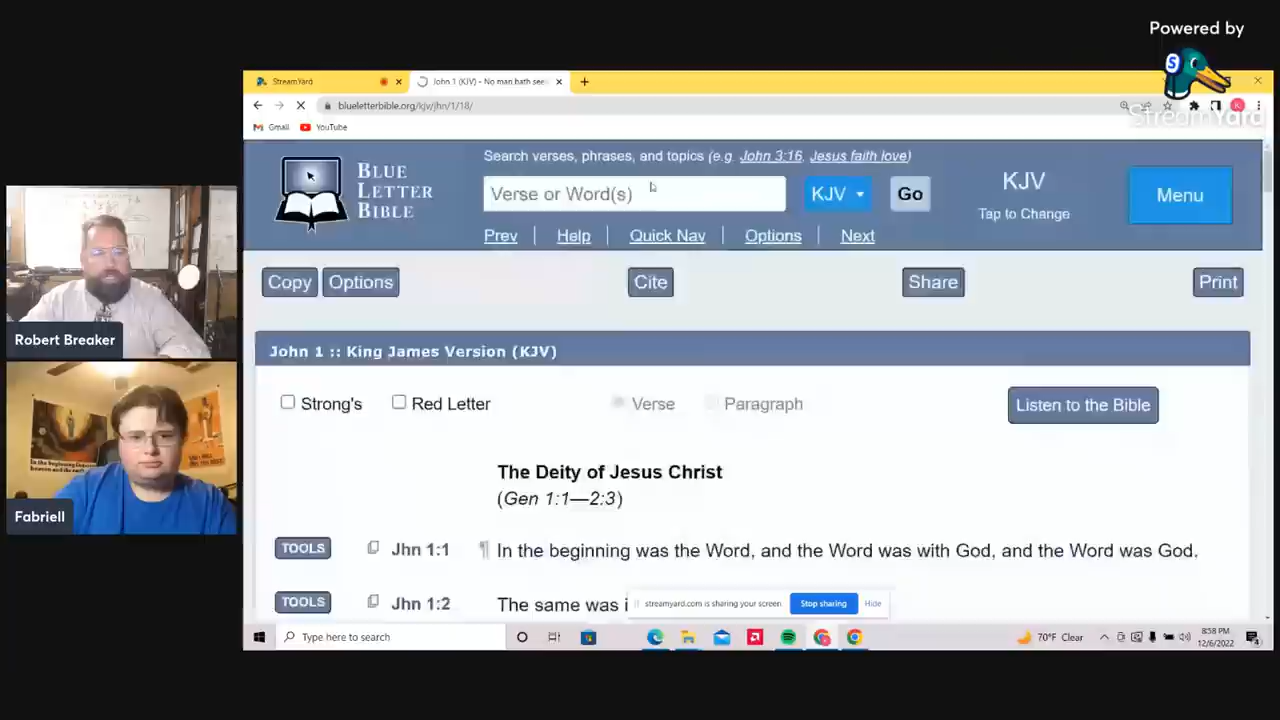 Powered by
StreamYard
StreamYard
John 1 (KJV) - No man hath see
blueletterbible.org/kjv/jhn/1/18/
Gmail
YouTube
Search verses, phrases, and topics (e.g. John 3:16, Jesus faith love)
BLUE
LETTER
BIBLE
Verse or Word(s)
KJV
Go
KJV
Tap to Change
Menu
Prev
Help
Quick Nav
Options
Next
Copy
Options
Cite
Share
Print
Robert Breaker
John 1 :: King James Version (KJV)
Strong's
Red Letter
Verse
Paragraph
Listen to the Bible
The Deity of Jesus Christ
(Gen 1:1—2:3)
In the beginning
Fabriell
TOOLS
Jhn 1:1
¶ In the beginning was the Word, and the Word was with God, and the Word was God.
TOOLS
Jhn 1:2
The same was i
streamyard.com is sharing your screen
Stop sharing
Hide
Type here to search
70°F Clear
8:58 PM
12/6/2022